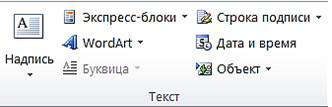 Надпись
Экспресс-блоки
WordArt
Буквица
Строка подписи
Дата и время
Объект
Текст